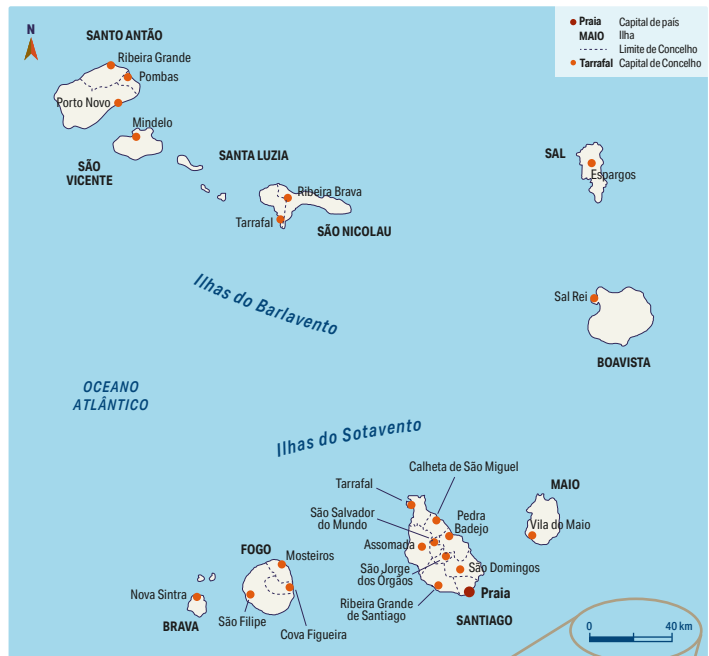 N
Praia Capital de país
MAIO Ilha
Limite de Concelho
Tarrafal Capital de Concelho
SANTO ANTÃO
Ribeira Grande
Pombas
Porto Novo
Mindelo
SÃO
VICENTE
SANTA LUZIA
Ribeira Brava
Tarrafal
SÃO NICOLAU
SAL
Espargos
Sal Rei
BOAVISTA
Ilhas do Barlavento
OCEANO
ATLÂNTICO
Ilhas do Sotavento
Calheta de São Miguel
Tarrafal
MAIO
São Salvador
do Mundo
Pedra
Badejo
Vila do Maio
Assomada
FOGO
Mosteiros
São Jorge
dos Órgãos
São Domingos
Nova Sintra
Praia
Ribeira Grande
de Santiago
SANTIAGO
BRAVA
São Filipe
Cova Figueira
0 40 km